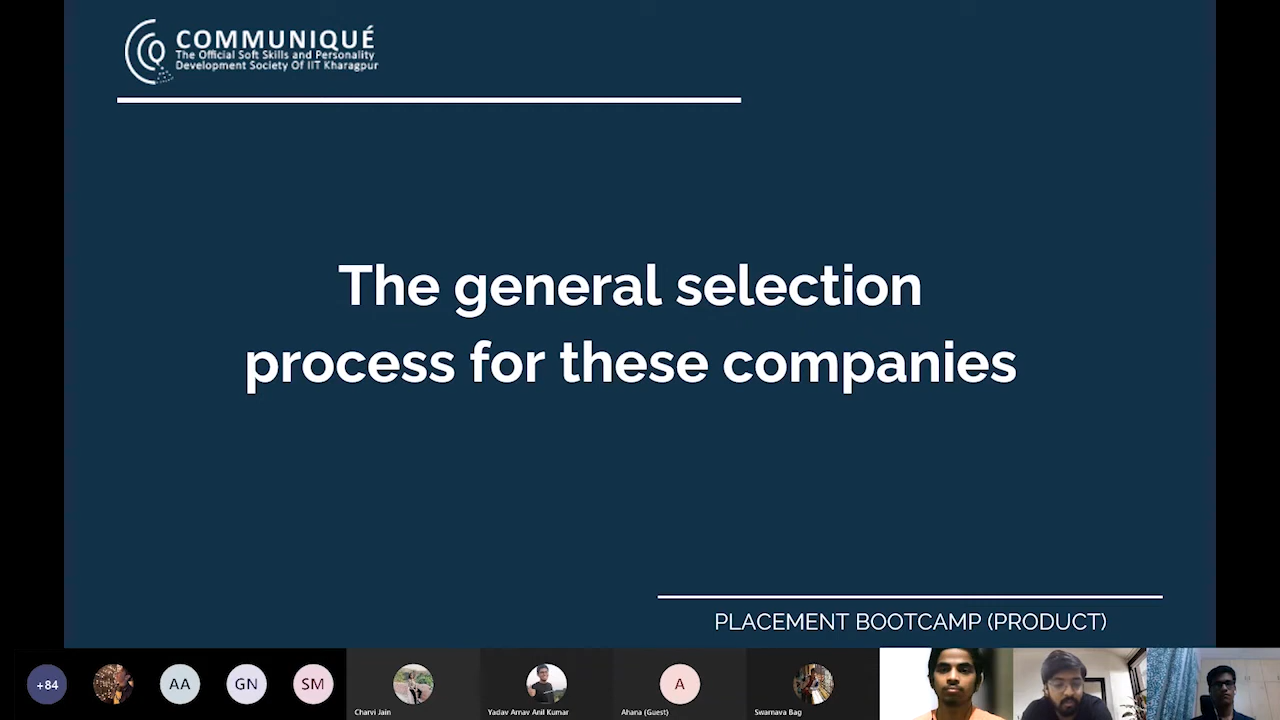 COMMUNIQUÉ
The Official Soft Skills and Personality
Development Society Of IIT Kharagpur
The general selection
process for these companies
PLACEMENT BOOTCAMP (PRODUCT)
+84
AA
GN
SM
A
Charvi Jain
Yadav Arnav Anil Kumar
Ahana (Guest)
Swarnava Bag